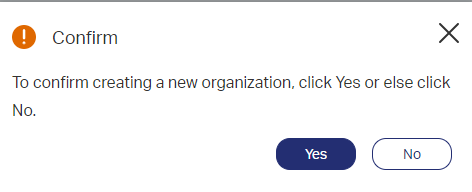 Confirm
To confirm creating a new organization, click Yes or else click
No.
Yes No